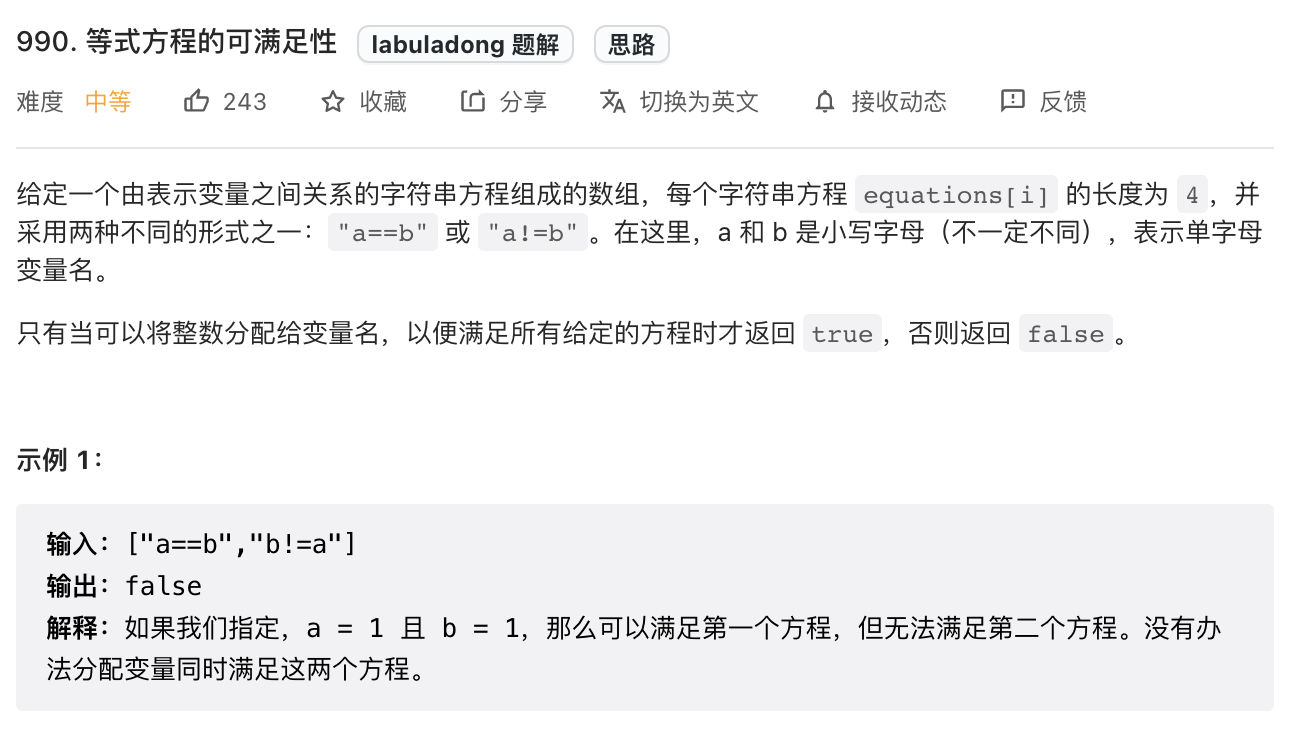 990. 等式方程的可满足性 labuladong 题解 思路
难度 中等 243 收藏 分享 切换为英文 接收动态 反馈
给定一个由表示变量之间关系的字符串方程组成的数组，每个字符串方程 equations[i] 的长度为 4，并
采用两种不同的形式之一："a==b" 或 "a!=b"。在这里，a 和 b 是小写字母（不一定不同），表示单字母
变量名。
只有当可以将整数分配给变量名，以便满足所有给定的方程时才返回 true，否则返回 false。
示例 1：
输入：["a==b","b!=a"]
输出：false
解释：如果我们指定，a = 1 且 b = 1，那么可以满足第一个方程，但无法满足第二个方程。没有办
法分配变量同时满足这两个方程。